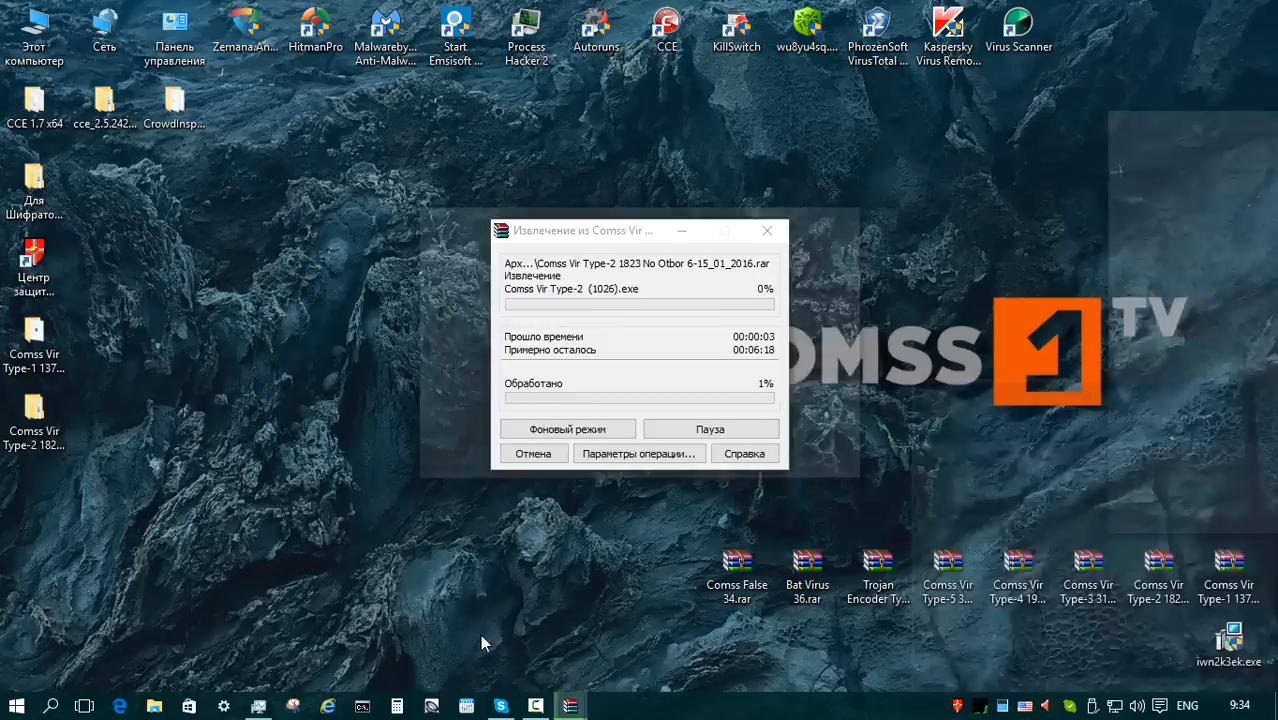 Этот
компьютер
Сеть
Панель
управления
Zemana.An...
HitmanPro
Malwareby...
Anti-Malw...
Start
Emsisoft ...
Process
Hacker 2
Autoruns
CCE
KillSwitch
wu8yu4sq....
PhrozenSoft
VirusTotal ...
Kaspersky
Virus Remo...
Virus Scanner
CCE 1.7 x64
cce_2.5.242...
CrowdInsp...
Для
Шифрато...
Центр
защит...
Comss Vir
Type-1 137...
Comss Vir
Type-2 182...
Извлечение из Comss Vir ...
Арх...\Comss Vir Type-2 1823 No Otbor 6-15_01_2016.rar
Извлечение
Comss Vir Type-2 (1026).exe 0%
Прошло времени 00:00:03
Примерно осталось 00:06:18
Обработано 1%
Фоновый режим
Пауза
Отмена
Параметры операции...
Справка
OMSS 1 TV
Comss False
34.rar
Bat Virus
36.rar
Trojan
Encoder Ty...
Comss Vir
Type-5 3...
Comss Vir
Type-4 19...
Comss Vir
Type-3 31...
Comss Vir
Type-2 182...
Comss Vir
Type-1 137...
iwn2k3ek.exe
ENG
9:34